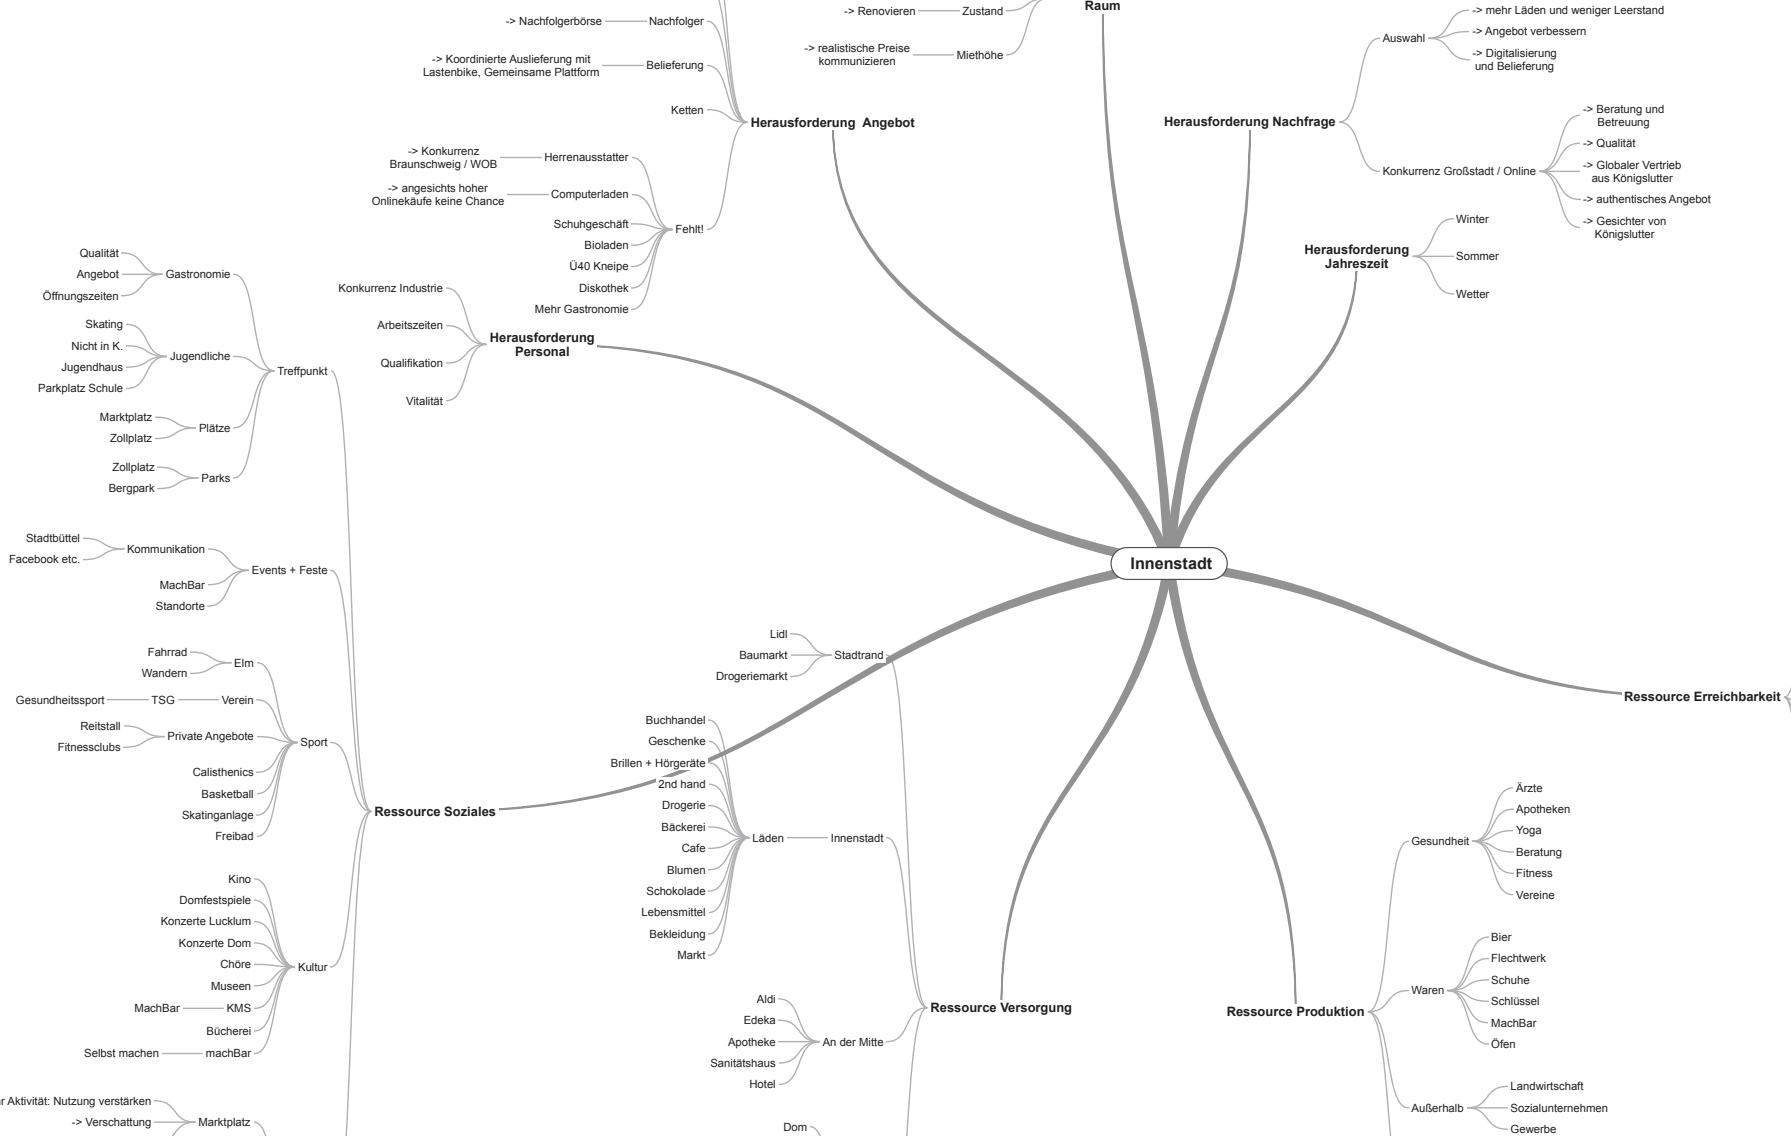 Raum
-> Renovieren
Zustand
-> realistische Preise
kommunizieren
Miethöhe
-> Nachfolgerbörse
Nachfolger
-> Koordinierte Auslieferung mit
Lastenbike, Gemeinsame Plattform
Belieferung
Ketten
Herausforderung  Angebot
-> Konkurrenz
Braunschweig / WOB
Herrenausstatter
-> angesichts hoher
Onlinekäufe keine Chance
Computerladen
Schuhgeschäft
Bioladen
Ü40 Kneipe
Diskothek
Mehr Gastronomie
Fehlt!
Herausforderung Nachfrage
Auswahl
-> mehr Läden und weniger Leerstand
-> Angebot verbessern
-> Digitalisierung
und Belieferung
Konkurrenz Großstadt / Online
-> Beratung und
Betreuung
-> Qualität
-> Globaler Vertrieb
aus Königslutter
-> authentisches Angebot
-> Gesichter von
Königslutter
Herausforderung
Jahreszeit
Winter
Sommer
Wetter
Konkurrenz Industrie
Arbeitszeiten
Qualifikation
Vitalität
Herausforderung
Personal
Innenstadt
Qualität
Angebot
Öffnungszeiten
Gastronomie
Skating
Nicht in K.
Jugendhaus
Parkplatz Schule
Jugendliche
Marktplatz
Zollplatz
Plätze
Zollplatz
Bergpark
Parks
Treffpunkt
Stadtbüttel
Facebook etc.
Kommunikation
MachBar
Standorte
Events + Feste
Fahrrad
Wandern
Elm
Gesundheitssport
TSG
Verein
Reitstall
Fitnessclubs
Private Angebote
Calisthenics
Basketball
Skatinganlage
Freibad
Sport
Ressource Soziales
Kino
Domfestspiele
Konzerte Lucklum
Konzerte Dom
Chöre
Museen
MachBar
KMS
Bücherei
Selbst machen
machBar
Kultur
r Aktivität: Nutzung verstärken
-> Verschattung
Marktplatz
Lidl
Baumarkt
Drogeriemarkt
Stadtrand
Buchhandel
Geschenke
Brillen + Hörgeräte
2nd hand
Drogerie
Bäckerei
Cafe
Blumen
Schokolade
Lebensmittel
Bekleidung
Markt
Läden
Innenstadt
Aldi
Edeka
Apotheke
Sanitätshaus
Hotel
An der Mitte
Dom
Ressource Versorgung
Ressource Erreichbarkeit
Ressource Produktion
Gesundheit
Ärzte
Apotheken
Yoga
Beratung
Fitness
Vereine
Waren
Bier
Flechtwerk
Schuhe
Schlüssel
MachBar
Öfen
Außerhalb
Landwirtschaft
Sozialunternehmen
Gewerbe